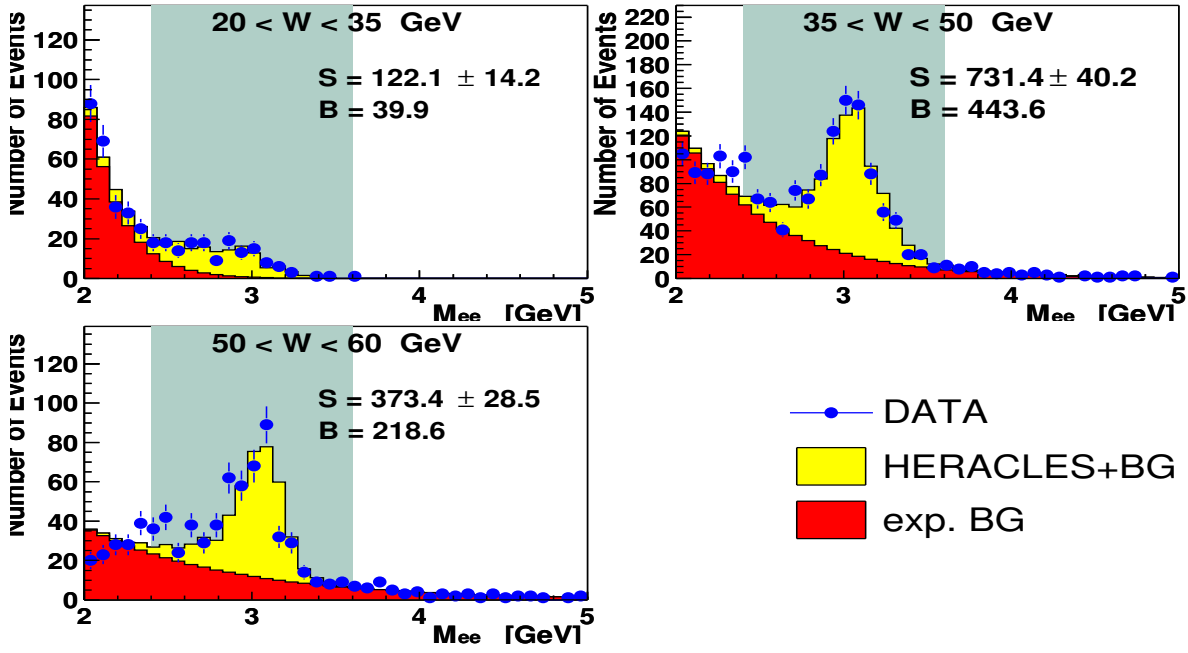 20 < W < 35 GeV
S = 122.1 ± 14.2
B = 39.9
Number of Events
120
100
80
60
40
20
0
2 3 4 5
Mee [GeV]
35 < W < 50 GeV
S = 731.4 ± 40.2
B = 443.6
Number of Events
220
200
180
160
140
120
100
80
60
40
20
0
2 3 4 5
Mee [GeV]
50 < W < 60 GeV
S = 373.4 ± 28.5
B = 218.6
Number of Events
120
100
80
60
40
20
0
2 3 4 5
Mee [GeV]
DATA
HERACLES+BG
exp. BG